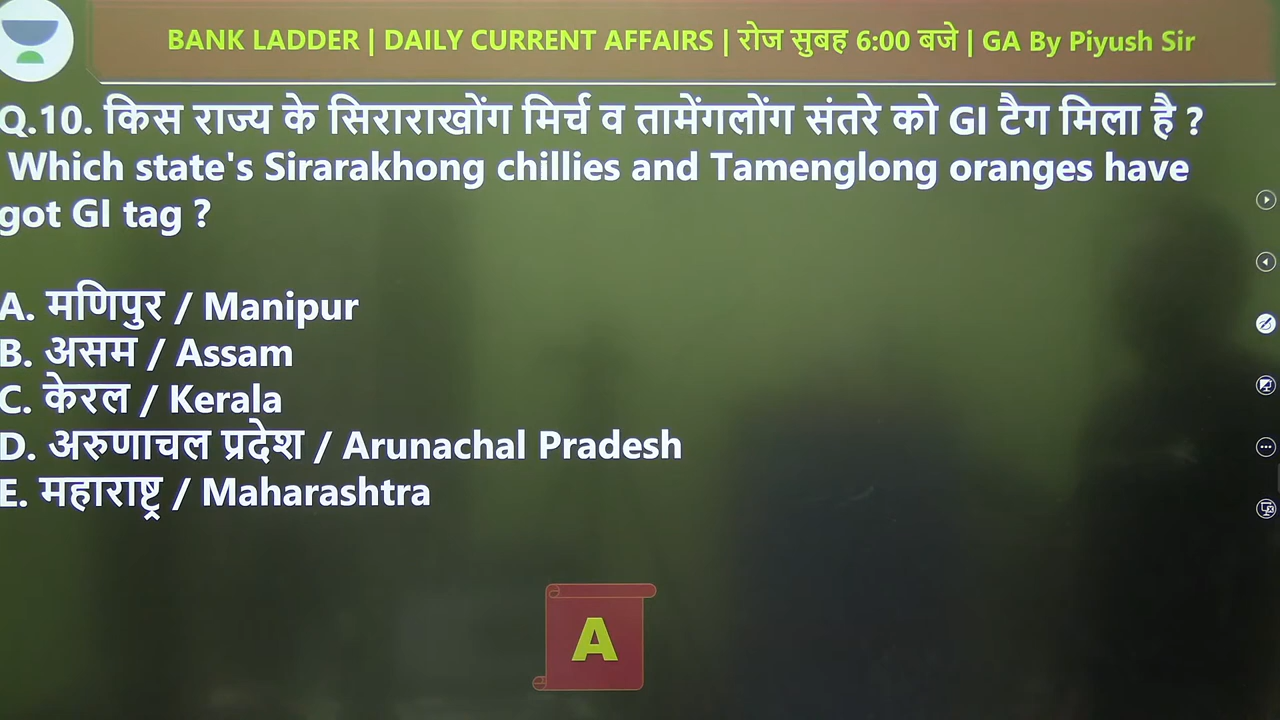 BANK LADDER | DAILY CURRENT AFFAIRS | रोज सुबह 6:00 बजे | GA By Piyush Sir
Q.10. किस राज्य के सिराराखोंग मिर्च व तामेंगलोंग संतरे को GI टैग मिला है ?
Which state's Sirarakhong chillies and Tamenglong oranges have
got GI tag ?
A. मणिपुर / Manipur
B. असम / Assam
C. केरल / Kerala
D. अरुणाचल प्रदेश / Arunachal Pradesh
E. महाराष्ट्र / Maharashtra
A